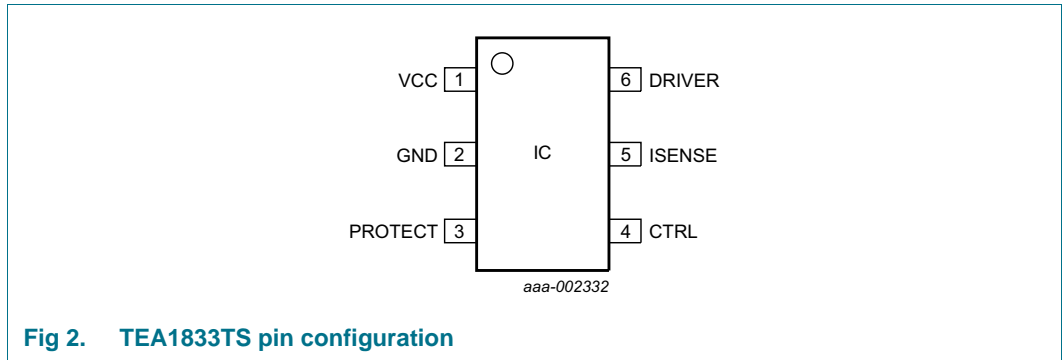 VCC 1
6 DRIVER
GND 2
IC
5 ISENSE
PROTECT 3
4 CTRL
aaa-002332
Fig 2. TEA1833TS pin configuration